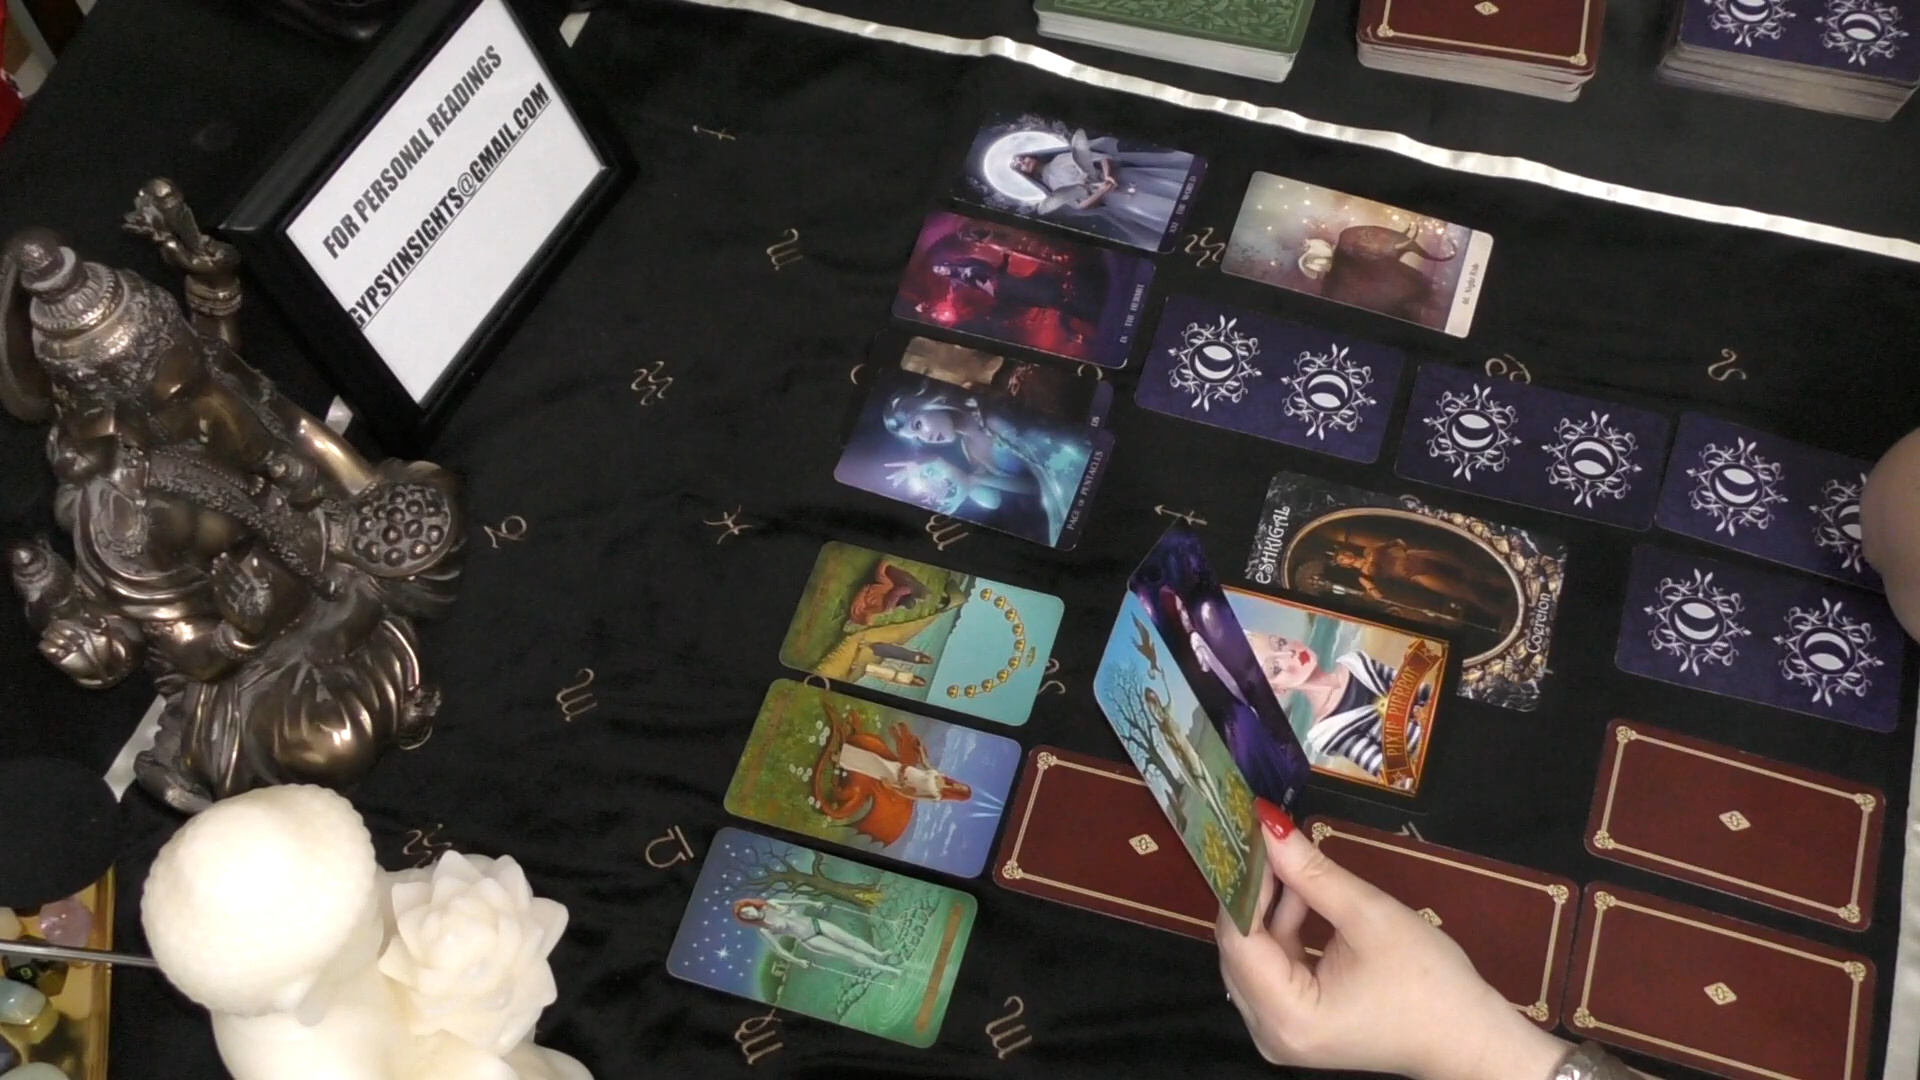 FOR PERSONAL READINGS
GYPSYINSIGHTS@GMAIL.COM
XXI THE WORLD
IX THE HERMIT
PAGE of PENTACLES
Night Ride
ESHKIGAL
Coercion
PIXIE PIERROT